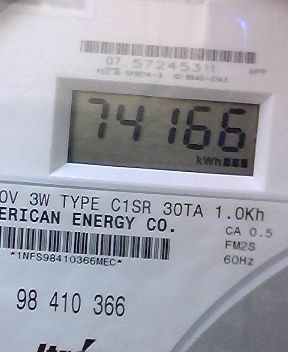 07 57245311
74166
kWh
0V 3W TYPE C1SR 30TA 1.0Kh
ERICAN ENERGY CO.
CA 0.5
FM2S
60Hz
*1NFS98410366MEC*
98 410 366